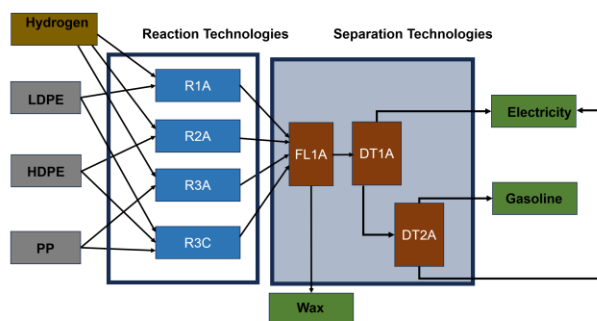 Hydrogen
Reaction Technologies
Separation Technologies
R1A
LDPE
Electricity
R2A
FL1A
DT1A
HDPE
R3A
Gasoline
DT2A
PP
R3C
Wax